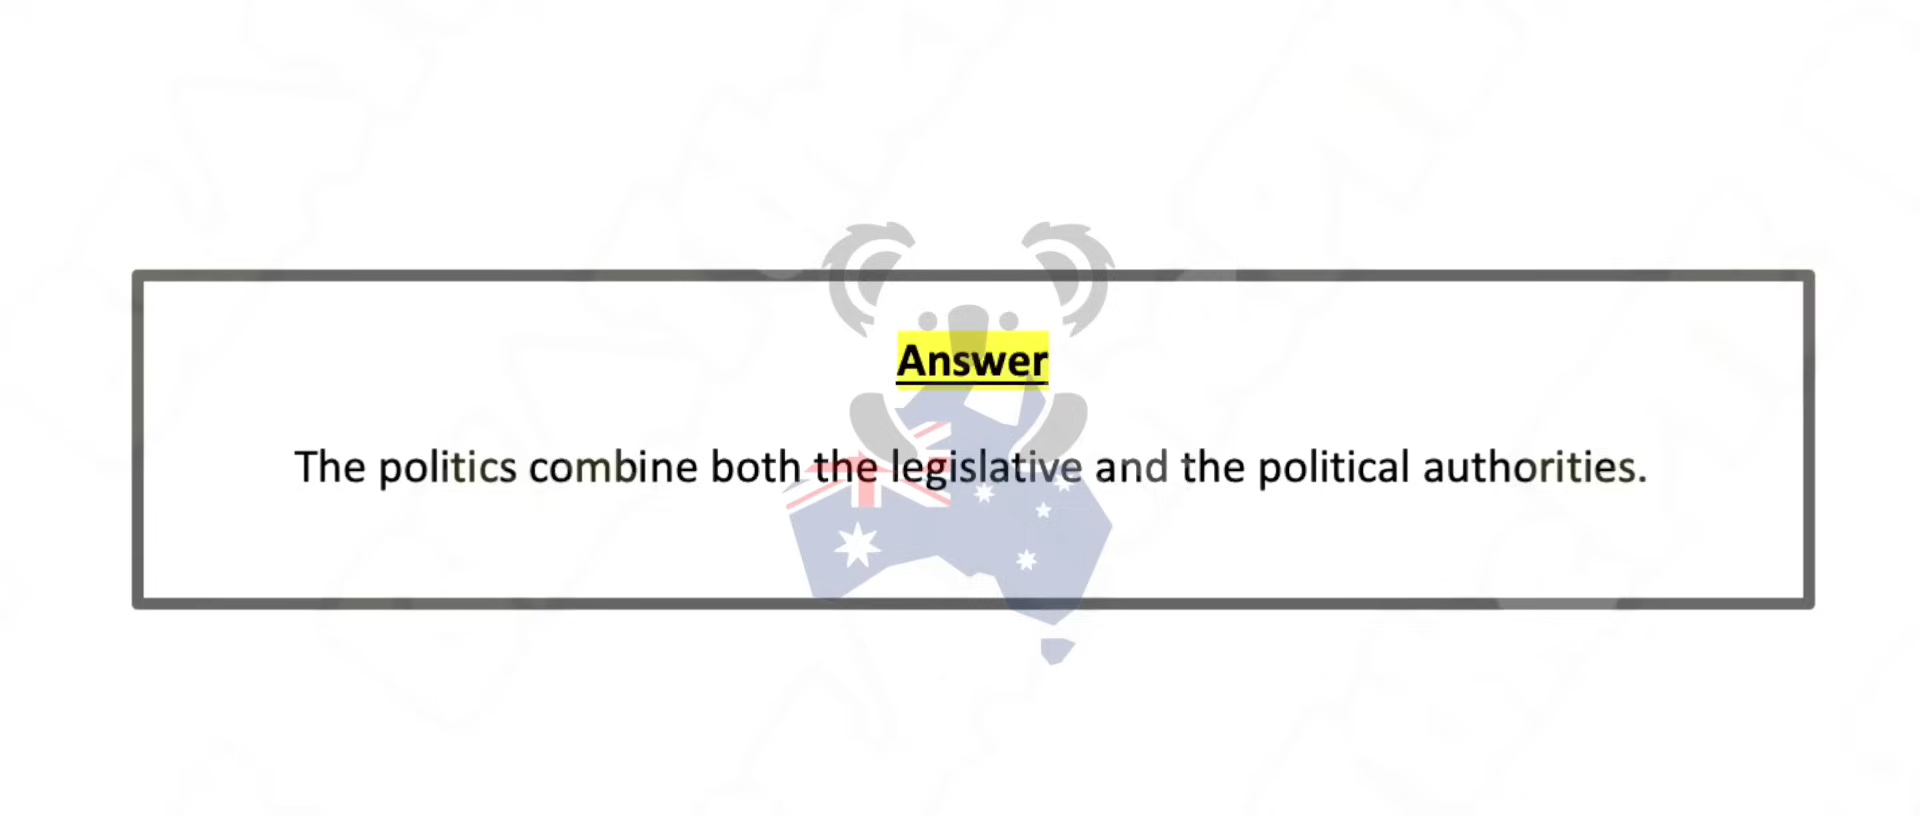 Answer
The politics combine both the legislative and the political authorities.